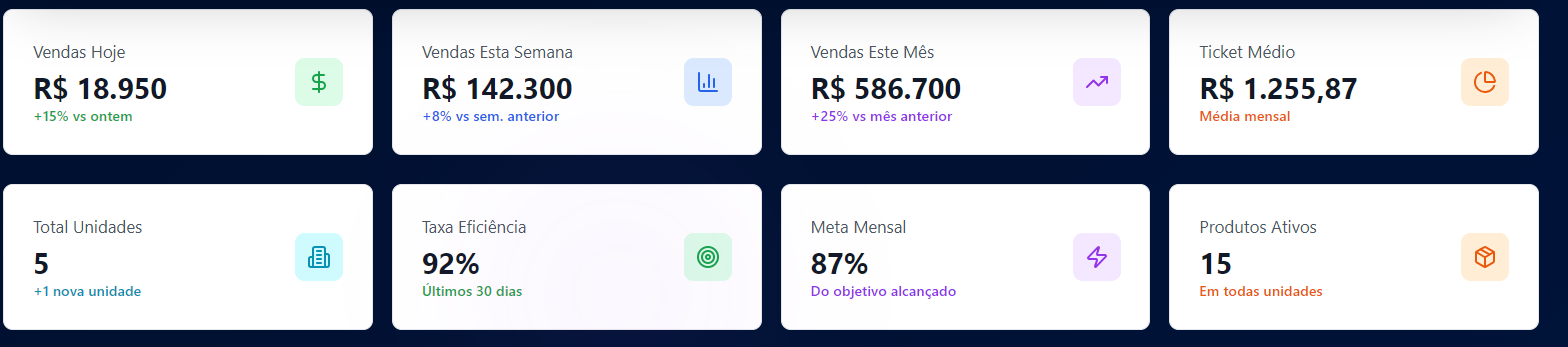 Vendas Hoje
R$ 18.950
+15% vs ontem
Vendas Esta Semana
R$ 142.300
+8% vs sem. anterior
Vendas Este Mês
R$ 586.700
+25% vs mês anterior
Ticket Médio
R$ 1.255,87
Média mensal
Total Unidades
5
+1 nova unidade
Taxa Eficiência
92%
Últimos 30 dias
Meta Mensal
87%
Do objetivo alcançado
Produtos Ativos
15
Em todas unidades